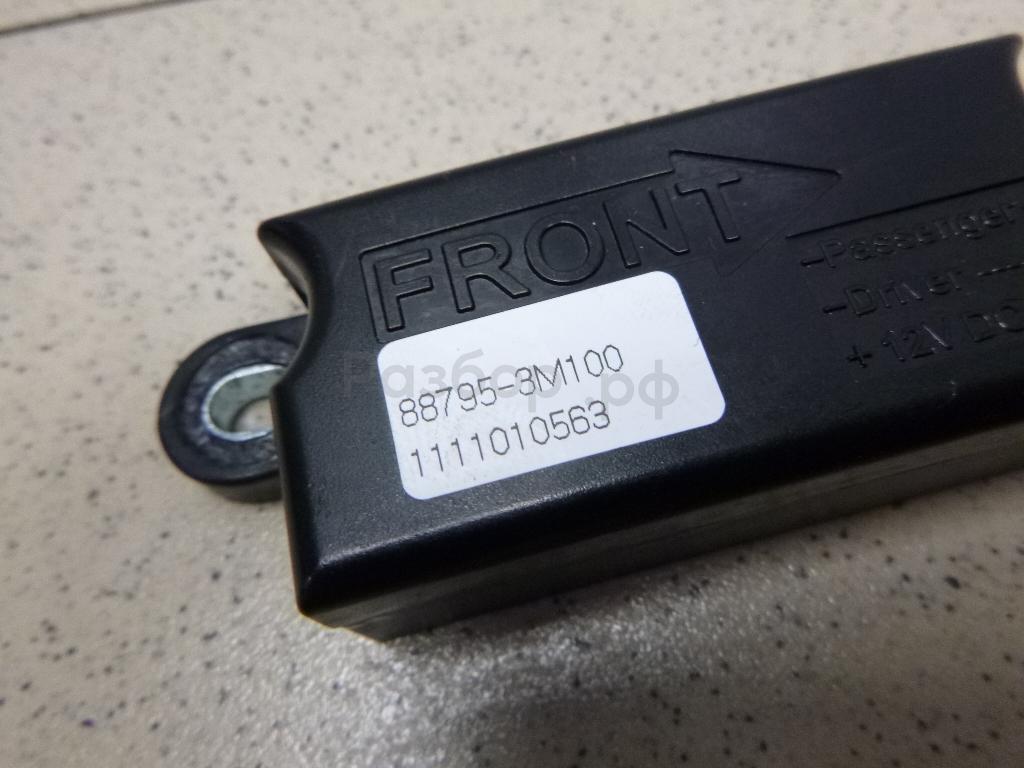 FRONT
-Passenger
-Driver
+ 12V DC
Разбор.рф
88795-3M100
1111010563